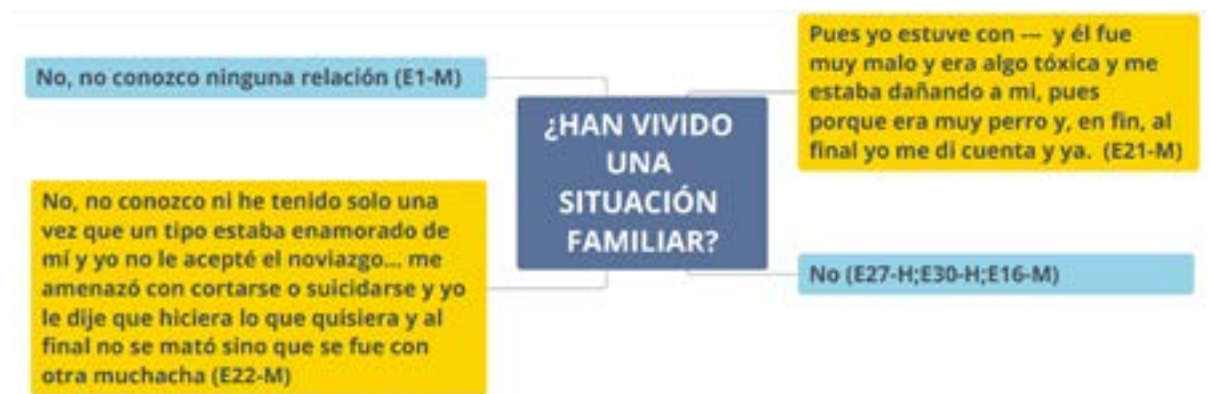 No, no conozco ninguna relación (E1-M)
¿HAN VIVIDO
UNA
SITUACIÓN
FAMILIAR?
Pues yo estuve con --- y él fue
muy malo y era algo tóxica y me
estaba dañando a mi, pues
porque era muy perro y, en fin, al
final yo me di cuenta y ya. (E21-M)
No, no conozco ni he tenido solo una
vez que un tipo estaba enamorado de
mí y yo no le acepté el noviazgo... me
amenazó con cortarse o suicidarse y yo
le dije que hiciera lo que quisiera y al
final no se mató sino que se fue con
otra muchacha (E22-M)
No (E27-H;E30-H;E16-M)